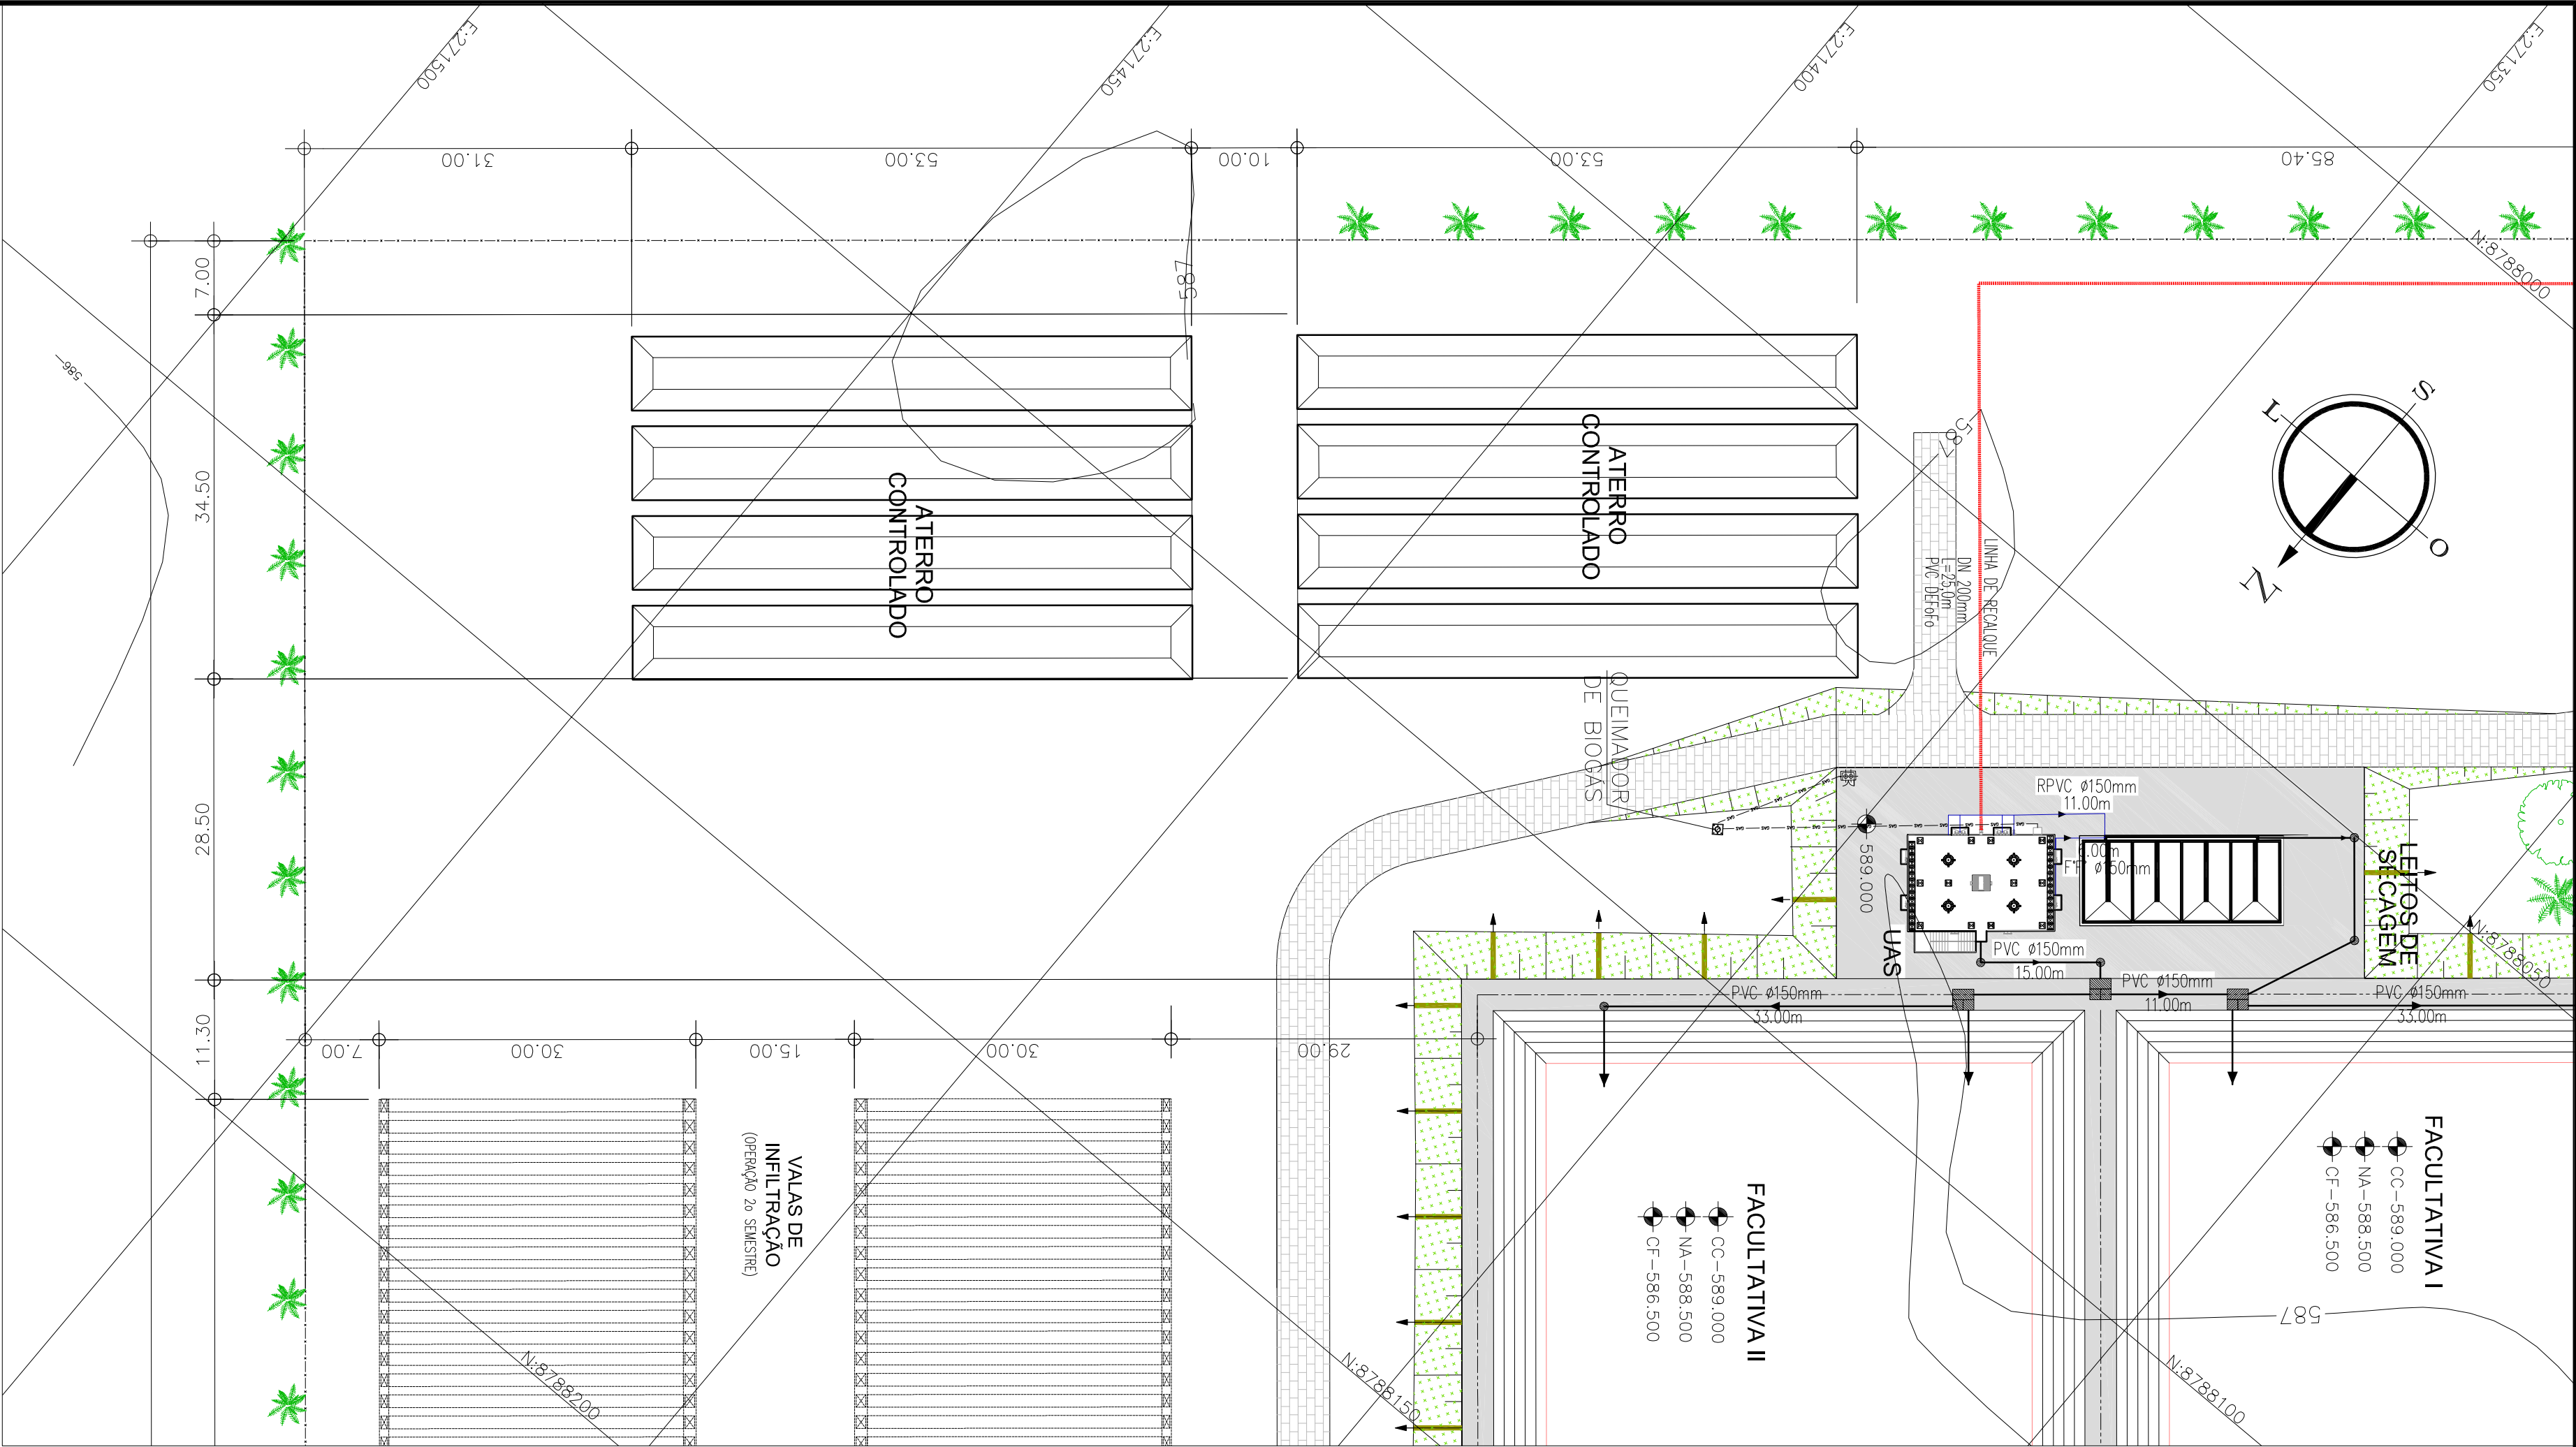 E:271500
E:271450
E:271400
E:271350
31.00
53.00
10.00
53.00
85.40
7.00
34.50
28.50
11.30
586
587
587
N:8788000
S
L
O
N
ATERRO
CONTROLADO
ATERRO
CONTROLADO
LINHA DE RECALQUE
DN 200mm
L=25,0m
PVC DEFoFo
QUEIMADOR
DE BIOGÁS
RPVC ø150mm
11.00m
FºFº ø150mm
589.000
UAS
LEITOS DE
SECAGEM
N:8788050
PVC ø150mm
15.00m
PVC ø150mm
33.00m
PVC ø150mm
11.00m
PVC ø150mm
33.00m
7.00
30.00
15.00
30.00
29.00
VALAS DE
INFILTRAÇÃO
(OPERAÇÃO 2o SEMESTRE)
FACULTATIVA II
CC-589.000
NA-588.500
CF-586.500
FACULTATIVA I
CC-589.000
NA-588.500
CF-586.500
587
N:8788200
N:8788150
N:8788100